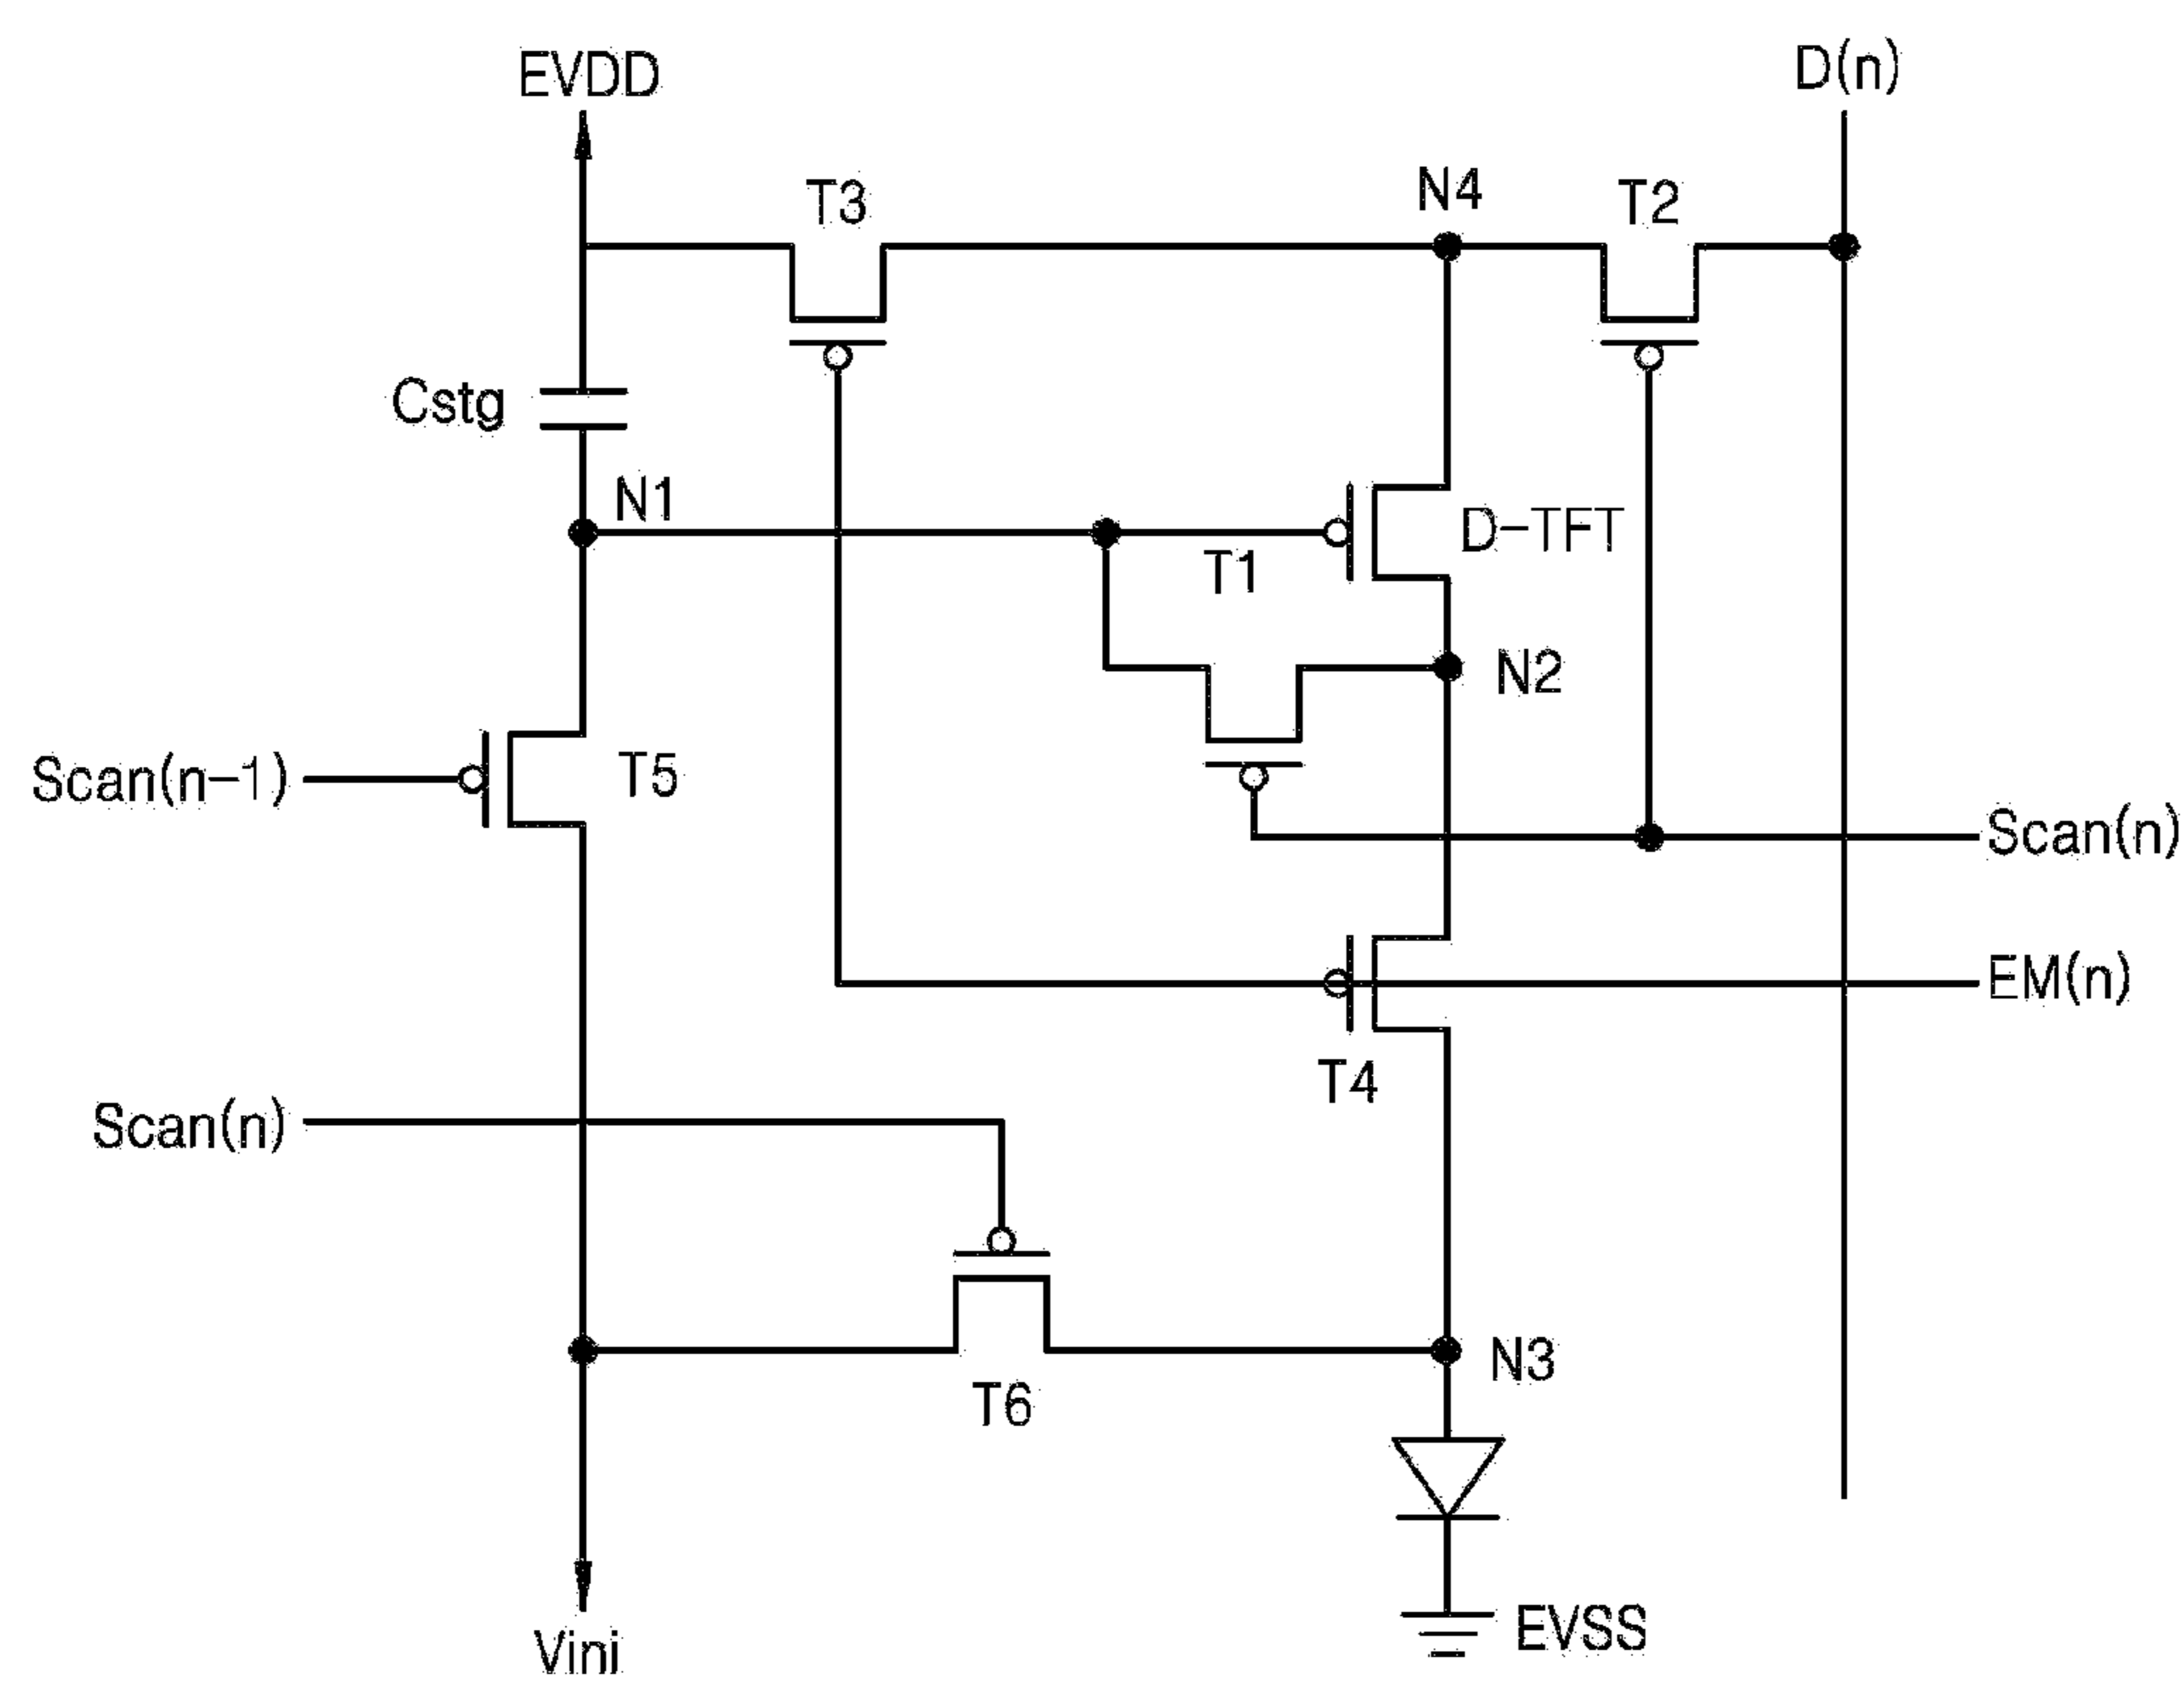 EVDD
D(n)
T3
N4
T2
Cstg
N1
D-TFT
T1
N2
Scan(n-1)
T5
Scan(n)
EM(n)
T4
Scan(n)
N3
T6
EVSS
Vini